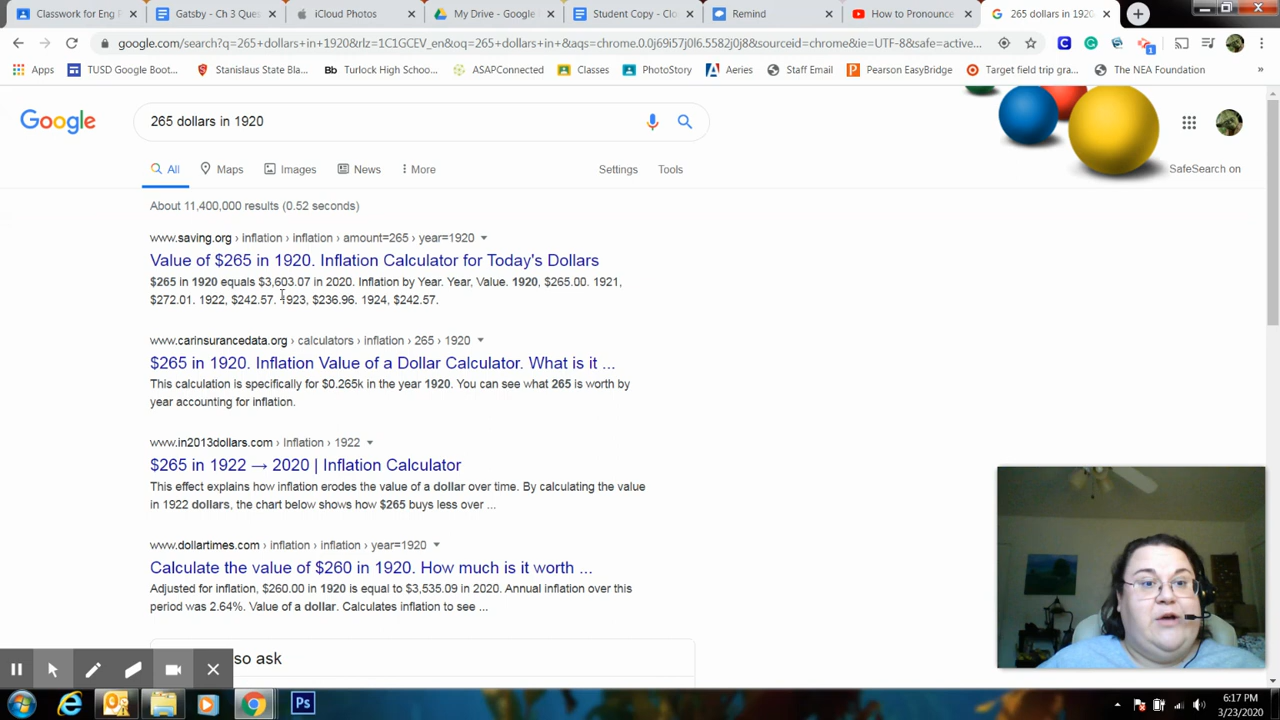 Classwork for Eng F
Gatsby - Ch 3 Ques
iCloud Photos
My Drive - Google
Student Copy - Clo
Remind
How to Pronounce
265 dollars in 1920
google.com/search?q=265+dollars+in+1920&rlz=1C1GCEV_en&oq=265+dollars+in+&aqs=chrome.0.0j69i57j0l6.5582j0j8&sourceid=chrome&ie=UTF-8&safe=active...
Apps
TUSD Google Boot...
Stanislaus State Bla...
Bb Turlock High Schoo...
ASAPConnected
Classes
PhotoStory
Aeries
Staff Email
Pearson EasyBridge
Target field trip gra...
The NEA Foundation
»
Google
265 dollars in 1920
All
Maps
Images
News
More
Settings
Tools
SafeSearch on
About 11,400,000 results (0.52 seconds)
www.saving.org › inflation › inflation › amount=265 › year=1920
Value of $265 in 1920. Inflation Calculator for Today's Dollars
$265 in 1920 equals $3,603.07 in 2020. Inflation by Year. Year, Value. 1920, $265.00. 1921,
$272.01. 1922, $242.57. 1923, $236.96. 1924, $242.57.
www.carinsurancedata.org › calculators › inflation › 265 › 1920
$265 in 1920. Inflation Value of a Dollar Calculator. What is it ...
This calculation is specifically for $0.265k in the year 1920. You can see what 265 is worth by
year accounting for inflation.
www.in2013dollars.com › Inflation › 1922
$265 in 1922 → 2020 | Inflation Calculator
This effect explains how inflation erodes the value of a dollar over time. By calculating the value
in 1922 dollars, the chart below shows how $265 buys less over ...
www.dollartimes.com › inflation › inflation › year=1920
Calculate the value of $260 in 1920. How much is it worth ...
Adjusted for inflation, $260.00 in 1920 is equal to $3,535.09 in 2020. Annual inflation over this
period was 2.64%. Value of a dollar. Calculates inflation to see ...
so ask
Ps
6:17 PM
3/23/2020